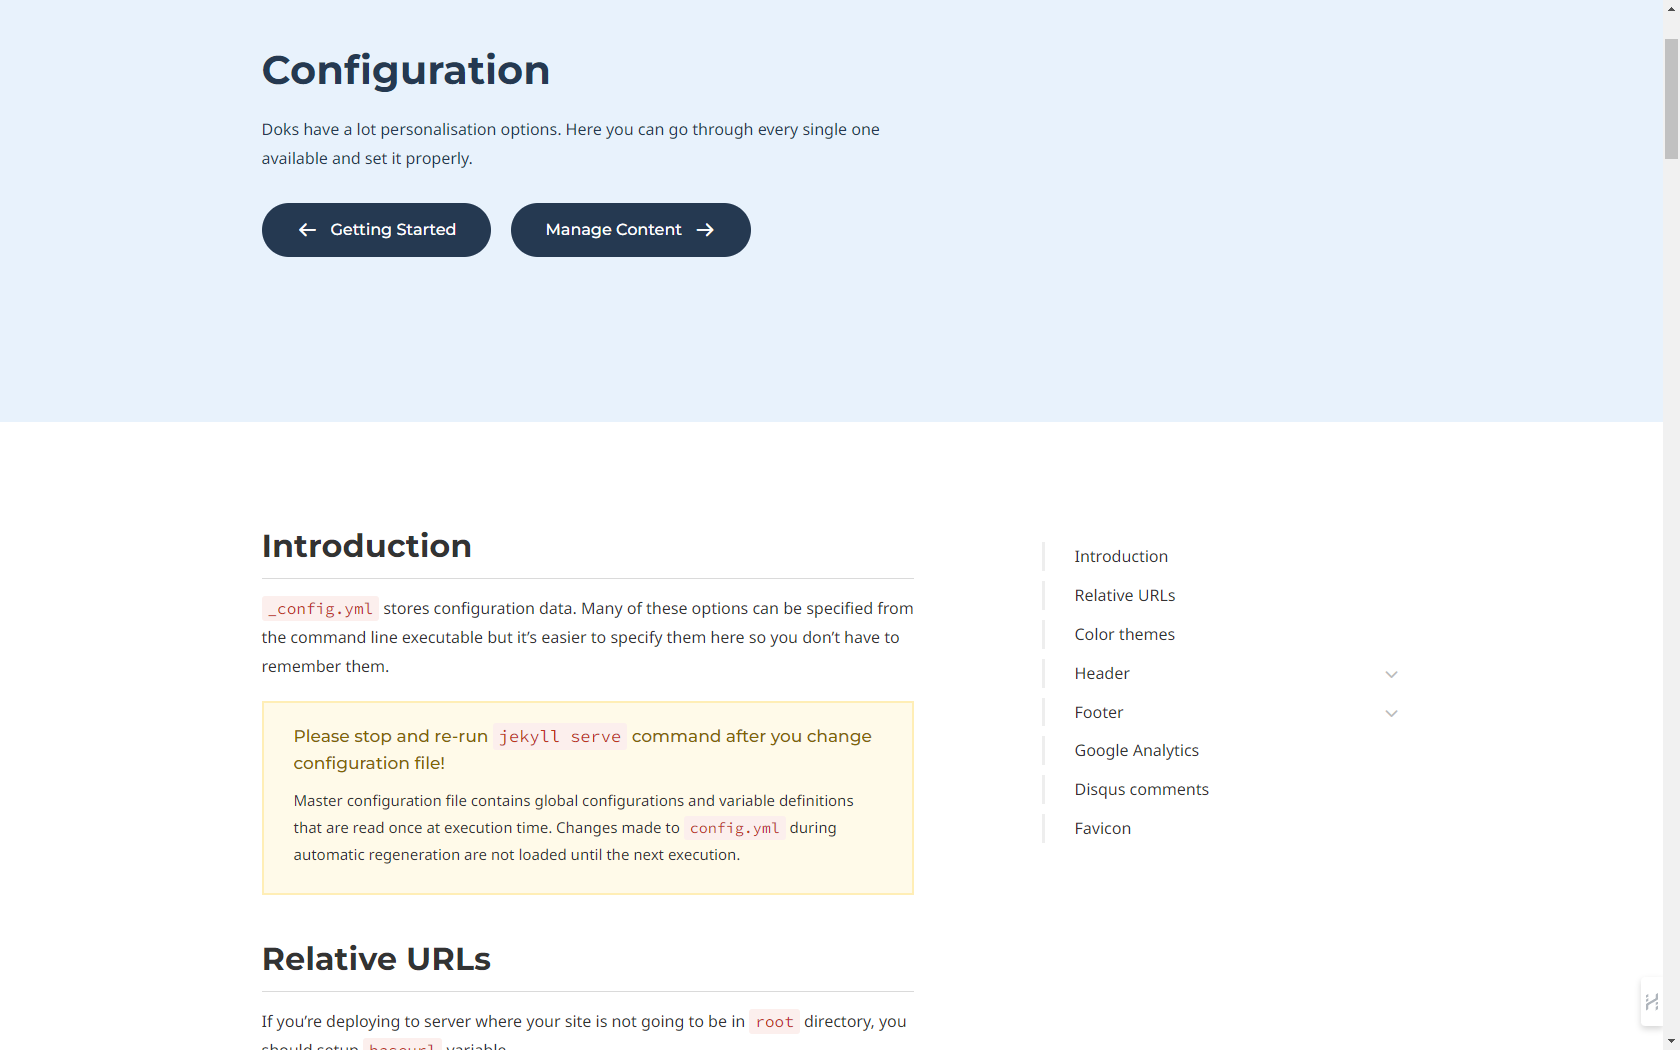 Configuration
Doks have a lot personalisation options. Here you can go through every single one
available and set it properly.
Getting Started
Manage Content
Introduction
_config.yml stores configuration data. Many of these options can be specified from
the command line executable but it’s easier to specify them here so you don’t have to
remember them.
Please stop and re-run jekyll serve command after you change
configuration file!
Master configuration file contains global configurations and variable definitions
that are read once at execution time. Changes made to config.yml during
automatic regeneration are not loaded until the next execution.
Relative URLs
If you’re deploying to server where your site is not going to be in root directory, you
should setup baseurl variable.
Introduction
Relative URLs
Color themes
Header
Footer
Google Analytics
Disqus comments
Favicon